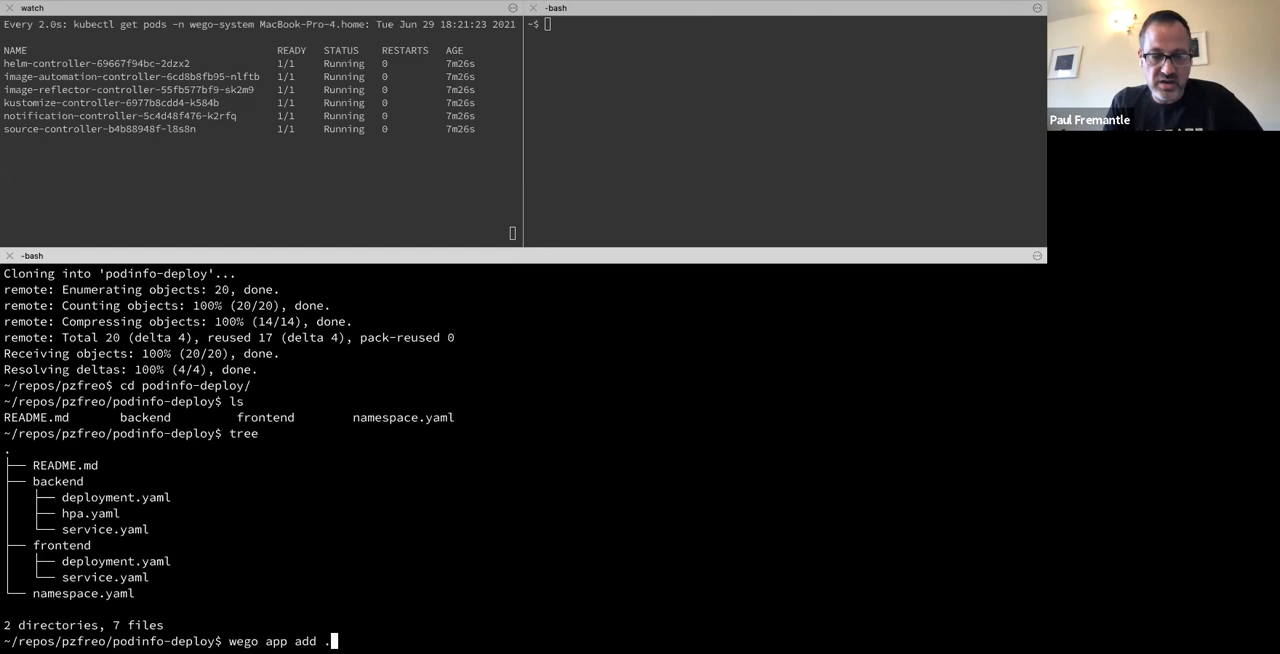 watch
Every 2.0s: kubectl get pods -n wego-system MacBook-Pro-4.home: Tue Jun 29 18:21:23 2021
NAME READY STATUS RESTARTS AGE
helm-controller-69667f94bc-2dzx2 1/1 Running 0 7m26s
image-automation-controller-6cd8b8fb95-nlftb 1/1 Running 0 7m26s
image-reflector-controller-55fb577bf9-sk2m9 1/1 Running 0 7m26s
kustomize-controller-6977b8cdd4-k584b 1/1 Running 0 7m26s
notification-controller-5c4d48f476-k2rfq 1/1 Running 0 7m26s
source-controller-b4b88948f-l8s8n 1/1 Running 0 7m26s
-bash
~$
Paul Fremantle
-bash
Cloning into 'podinfo-deploy'...
remote: Enumerating objects: 20, done.
remote: Counting objects: 100% (20/20), done.
remote: Compressing objects: 100% (14/14), done.
remote: Total 20 (delta 4), reused 17 (delta 4), pack-reused 0
Receiving objects: 100% (20/20), done.
Resolving deltas: 100% (4/4), done.
~/repos/pzfreo$ cd podinfo-deploy/
~/repos/pzfreo/podinfo-deploy$ ls
README.md backend frontend namespace.yaml
~/repos/pzfreo/podinfo-deploy$ tree
.
├── README.md
├── backend
│   ├── deployment.yaml
│   ├── hpa.yaml
│   └── service.yaml
├── frontend
│   ├── deployment.yaml
│   └── service.yaml
└── namespace.yaml
2 directories, 7 files
~/repos/pzfreo/podinfo-deploy$ wego app add .